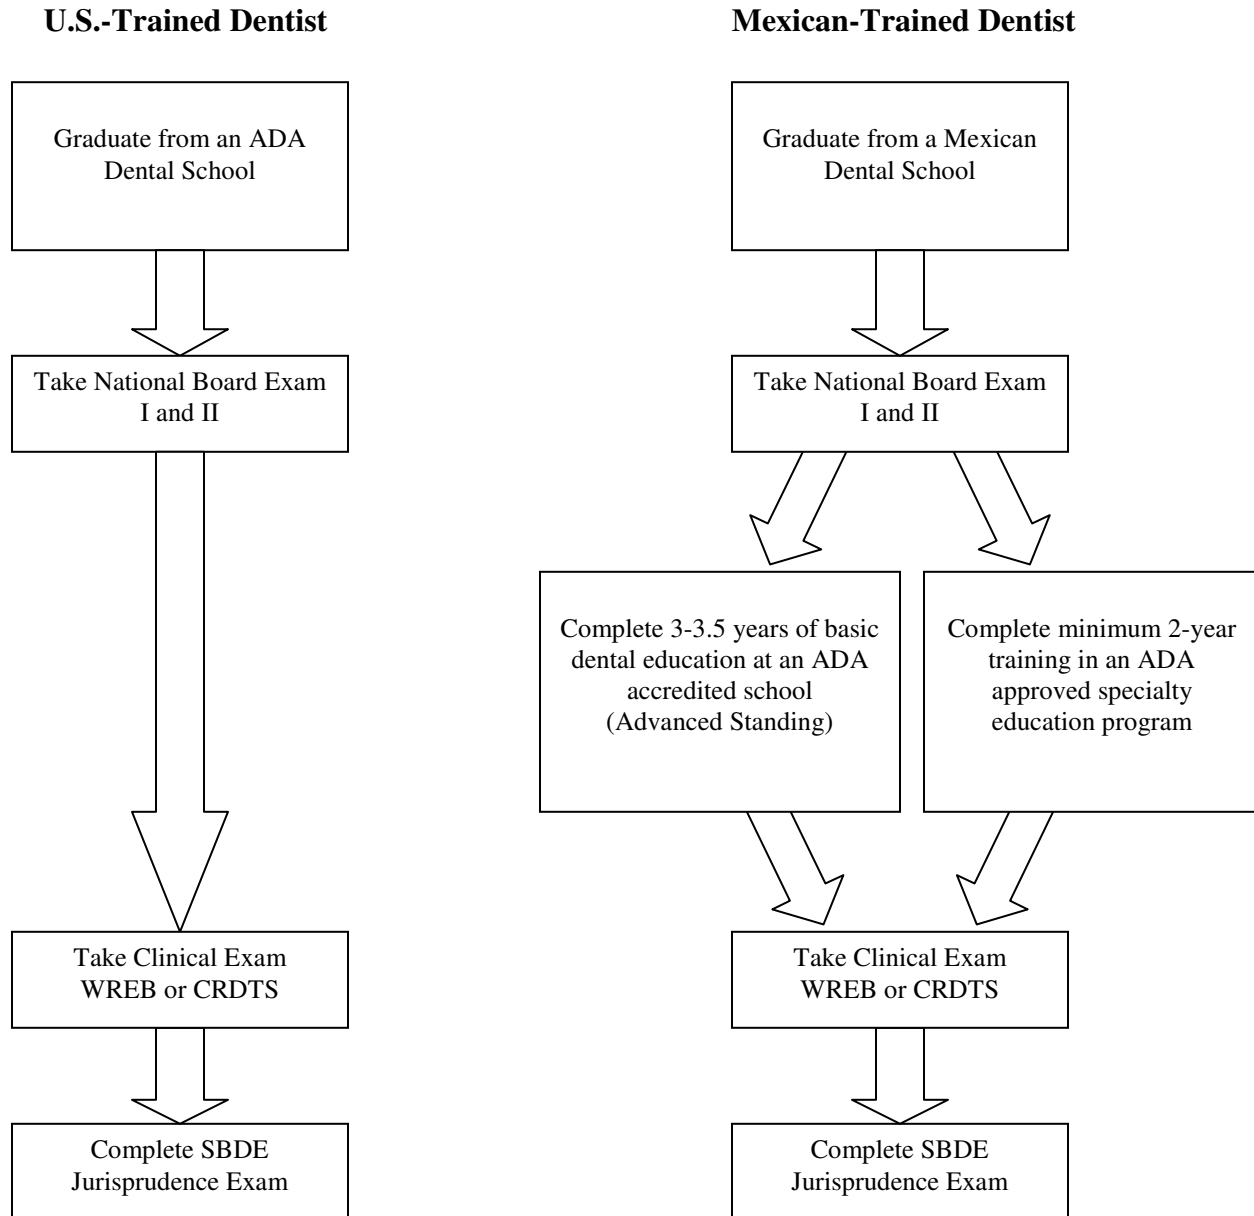 U.S.-Trained Dentist
Graduate from an ADA
Dental School
Take National Board Exam
I and II
Take Clinical Exam
WREB or CRDTS
Complete SBDE
Jurisprudence Exam
Mexican-Trained Dentist
Graduate from a Mexican
Dental School
Take National Board Exam
I and II
Complete 3-3.5 years of basic
dental education at an ADA
accredited school
(Advanced Standing)
Complete minimum 2-year
training in an ADA
approved specialty
education program
Take Clinical Exam
WREB or CRDTS
Complete SBDE
Jurisprudence Exam